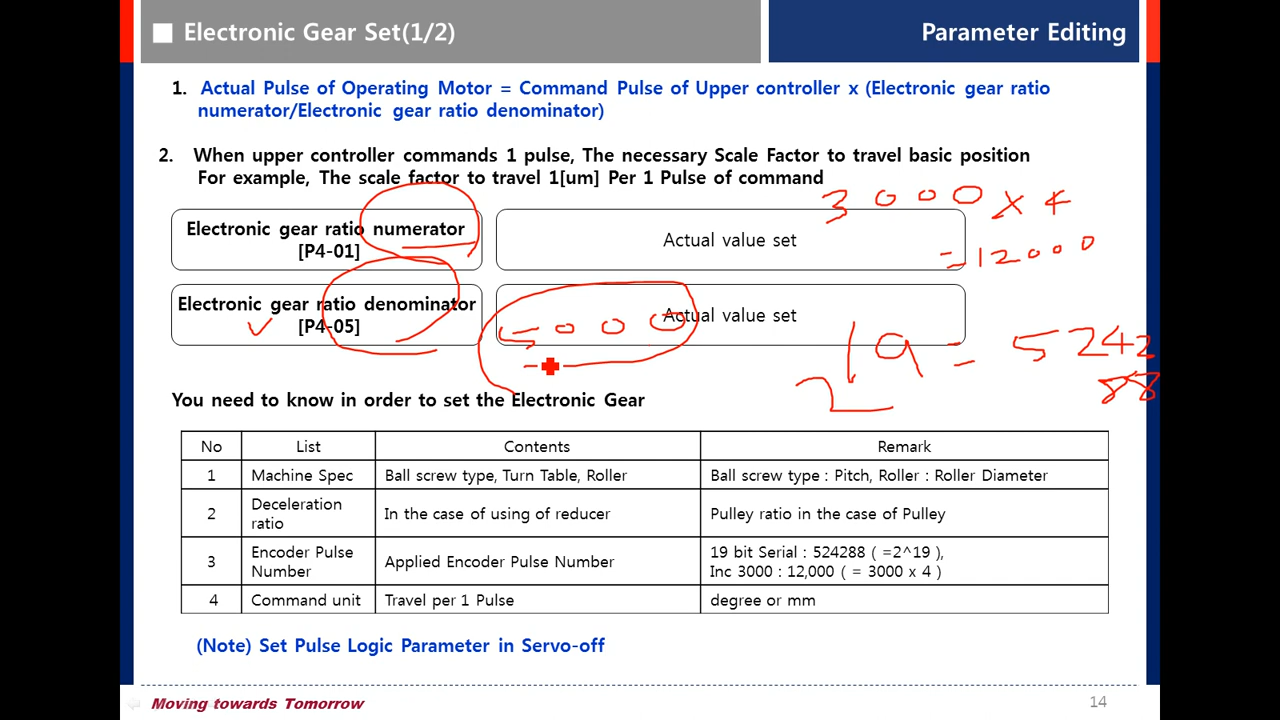 Electronic Gear Set(1/2)
Parameter Editing
1. Actual Pulse of Operating Motor = Command Pulse of Upper controller x (Electronic gear ratio
numerator/Electronic gear ratio denominator)
2. When upper controller commands 1 pulse, The necessary Scale Factor to travel basic position
For example, The scale factor to travel 1[um] Per 1 Pulse of command
3000 x 4
Electronic gear ratio numerator
[P4-01]
Actual value set
= 12000
Electronic gear ratio denominator
[P4-05]
5000
Actual value set
2^19 = 5242
88
You need to know in order to set the Electronic Gear
No List Contents Remark
1 Machine Spec Ball screw type, Turn Table, Roller Ball screw type : Pitch, Roller : Roller Diameter
2 Deceleration
ratio In the case of using of reducer Pulley ratio in the case of Pulley
3 Encoder Pulse
Number Applied Encoder Pulse Number 19 bit Serial : 524288 ( =2^19 ),
Inc 3000 : 12,000 ( = 3000 x 4 )
4 Command unit Travel per 1 Pulse degree or mm
(Note) Set Pulse Logic Parameter in Servo-off
Moving towards Tomorrow
14